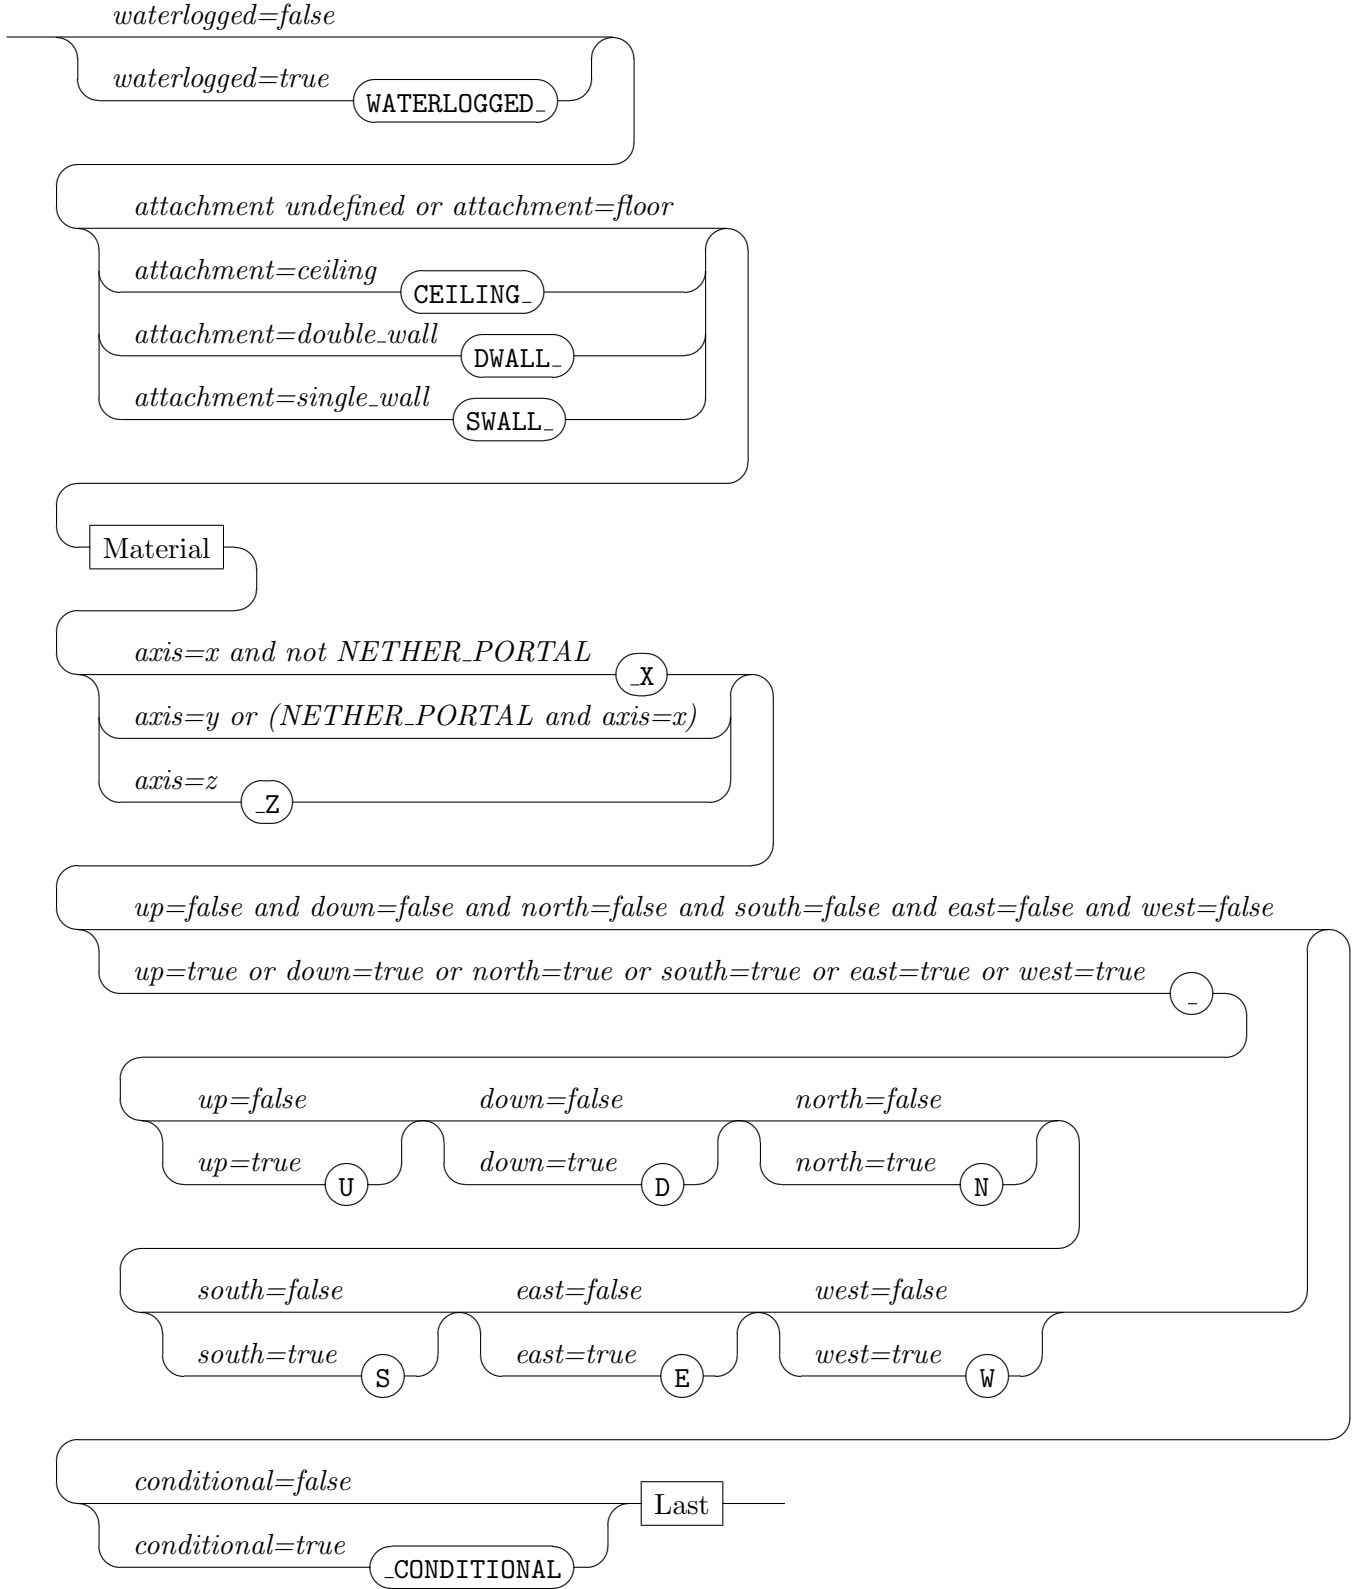 waterlogged=false
waterlogged=true WATERLOGGED_
attachment undefined or attachment=floor
attachment=ceiling CEILING_
attachment=double_wall DWALL_
attachment=single_wall SWALL_
Material
axis=x and not NETHER_PORTAL _X
axis=y or (NETHER_PORTAL and axis=x)
axis=z _Z
up=false and down=false and north=false and south=false and east=false and west=false
up=true or down=true or north=true or south=true or east=true or west=true _
up=false down=false north=false
up=true U down=true D north=true N
south=false east=false west=false
south=true S east=true E west=true W
conditional=false Last
conditional=true _CONDITIONAL